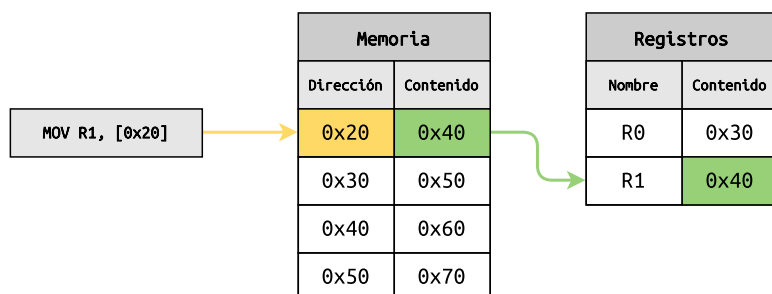 MOV R1, [0x20]
Memoria
Dirección Contenido
0x20 0x40
0x30 0x50
0x40 0x60
0x50 0x70
Registros
Nombre Contenido
R0 0x30
R1 0x40